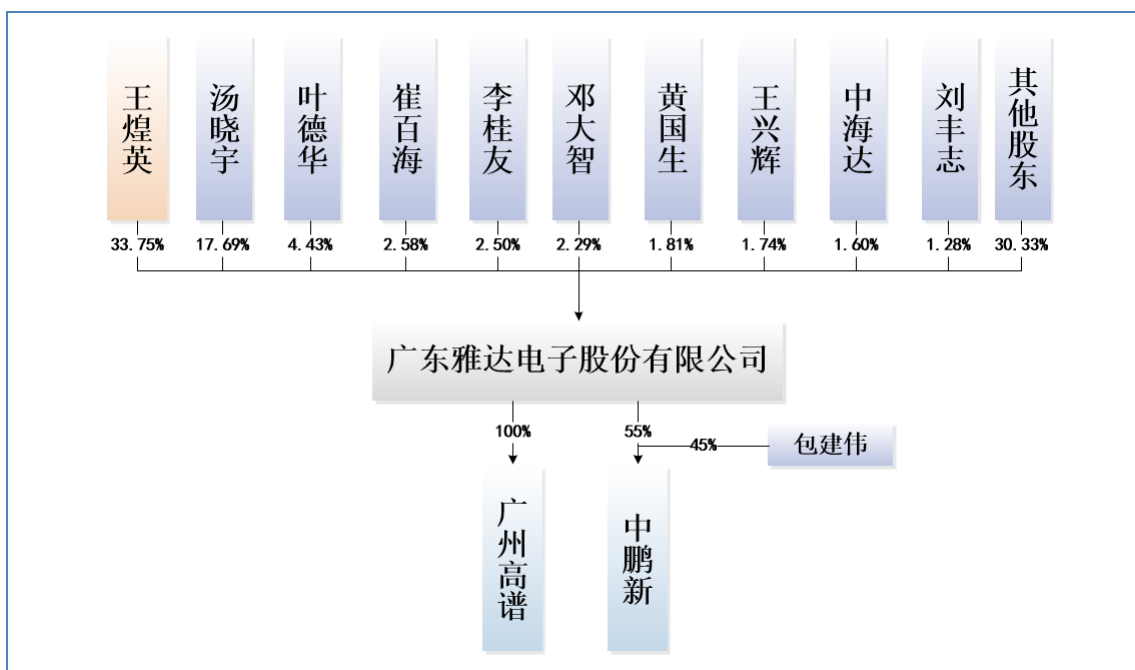 王煌英
汤晓宇
叶德华
崔百海
李桂友
邓大智
黄国生
王兴辉
中海达
刘丰志
其他股东
33.75%
17.69%
4.43%
2.58%
2.50%
2.29%
1.81%
1.74%
1.60%
1.28%
30.33%
广东雅达电子股份有限公司
100%
55%
45%
包建伟
广州高谱
中鹏新